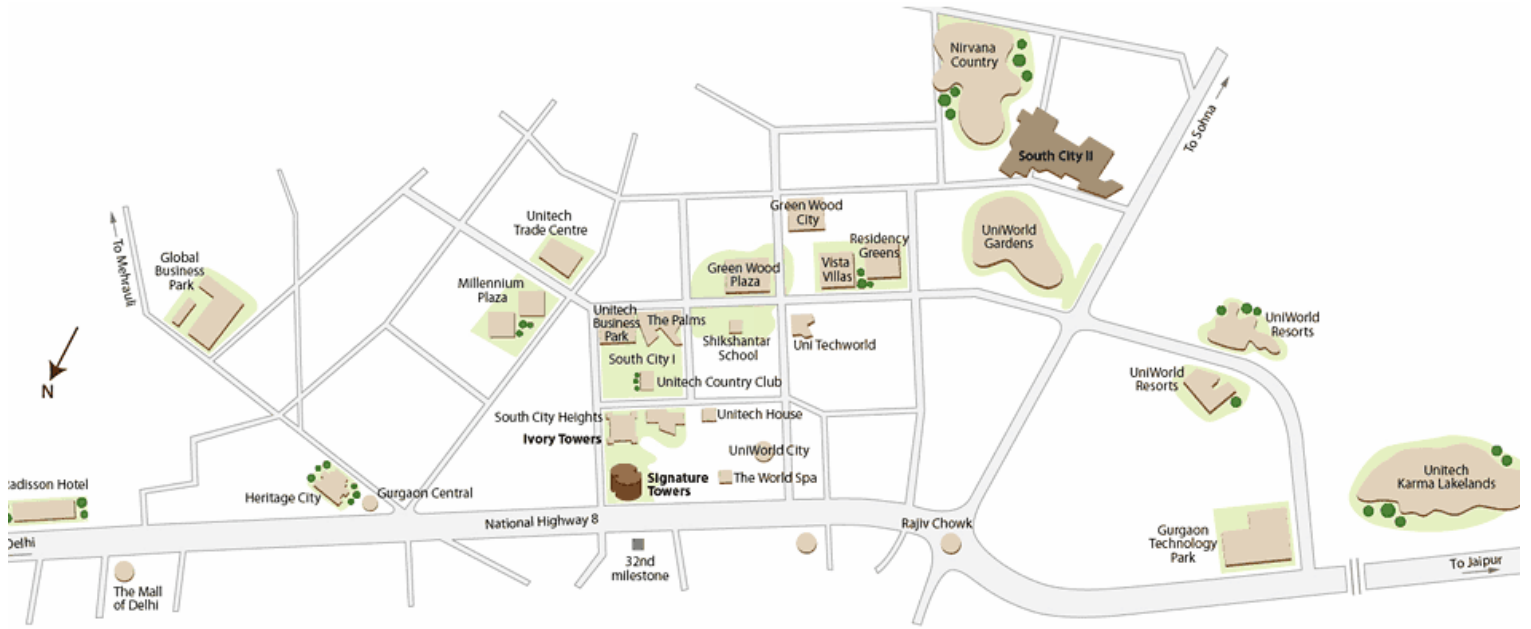 Nirvana
Country
To Sohna
South City II
Green Wood
City
Unitech
Trade Centre
UniWorld
Gardens
Residency
Greens
To Mehrauli
Global
Business
Park
Vista
Villas
Green Wood
Plaza
Millennium
Plaza
Unitech
Business
Park
The Palms
UniWorld
Resorts
Shikshantar
School
Uni Techworld
South City I
UniWorld
Resorts
Unitech Country Club
N
South City Heights
Unitech House
Ivory Towers
UniWorld City
Unitech
Karma Lakelands
Signature
Towers
The World Spa
adisson Hotel
Heritage City
Gurgaon Central
National Highway 8
Rajiv Chowk
Gurgaon
Technology
Park
Delhi
32nd
milestone
To Jaipur
The Mall
of Delhi